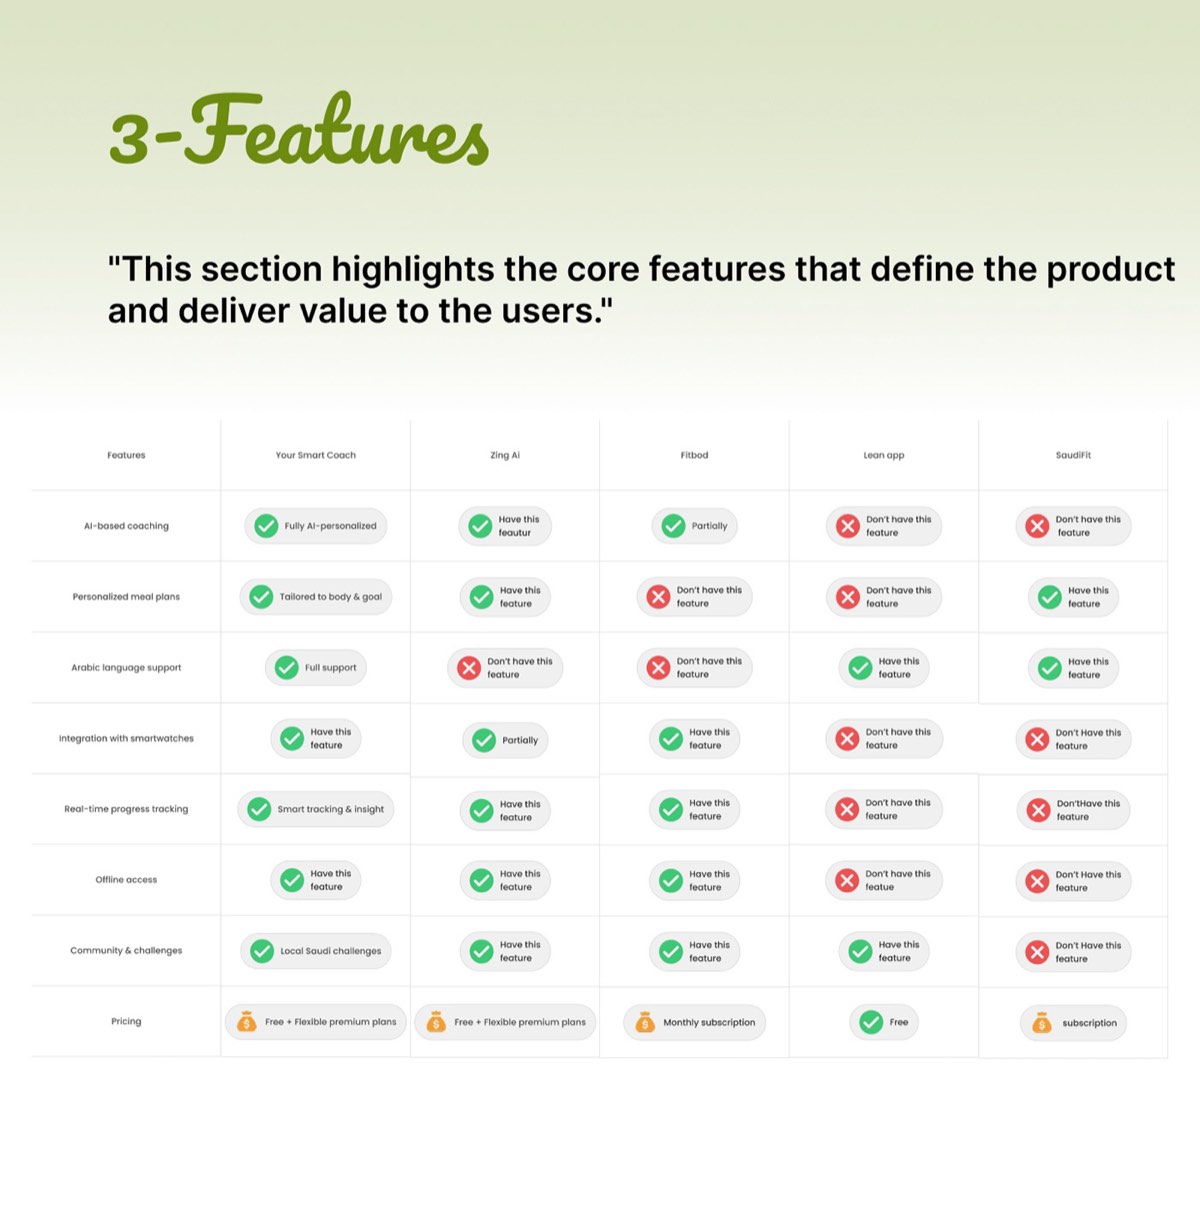 3-Features
"This section highlights the core features that define the product
and deliver value to the users."
Features
Your Smart Coach
Zing Ai
Fitbod
Lean app
SaudiFit
AI-based coaching
Fully AI-personalized
Have this
feautur
Partially
Don't have this
feature
Don't have this
feature
Personalized meal plans
Tailored to body & goal
Have this
feature
Don't have this
feature
Don't have this
feature
Have this
feature
Arabic language support
Full support
Don't have this
feature
Don't have this
feature
Have this
feature
Have this
feature
Integration with smartwatches
Have this
feature
Partially
Have this
feature
Don't have this
feature
Don't Have this
feature
Real-time progress tracking
Smart tracking & insight
Have this
feature
Have this
feature
Don't have this
feature
Don'tHave this
feature
Offline access
Have this
feature
Have this
feature
Have this
feature
Don't have this
featue
Don't Have this
feature
Community & challenges
Local Saudi challenges
Have this
feature
Have this
feature
Have this
feature
Don't Have this
feature
Pricing
Free + Flexible premium plans
Free + Flexible premium plans
Monthly subscription
Free
subscription